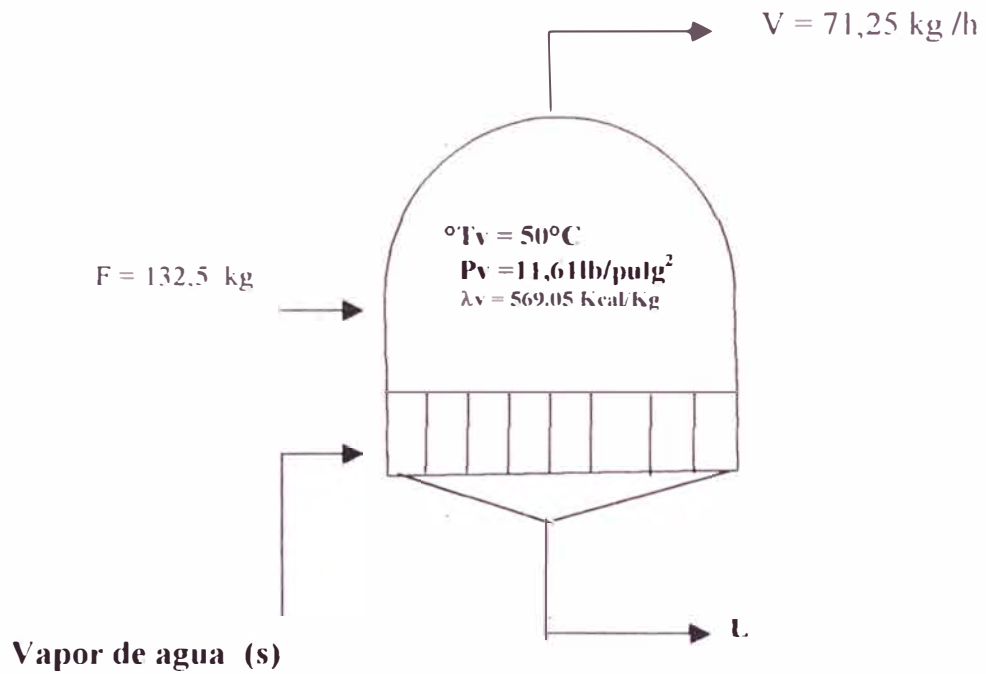 V = 71,25 kg /h
°Tv = 50°C
Pv =11,61lb/pulg²
λv = 569.05 Kcal/Kg
F = 132.5 kg
L
Vapor de agua (s)